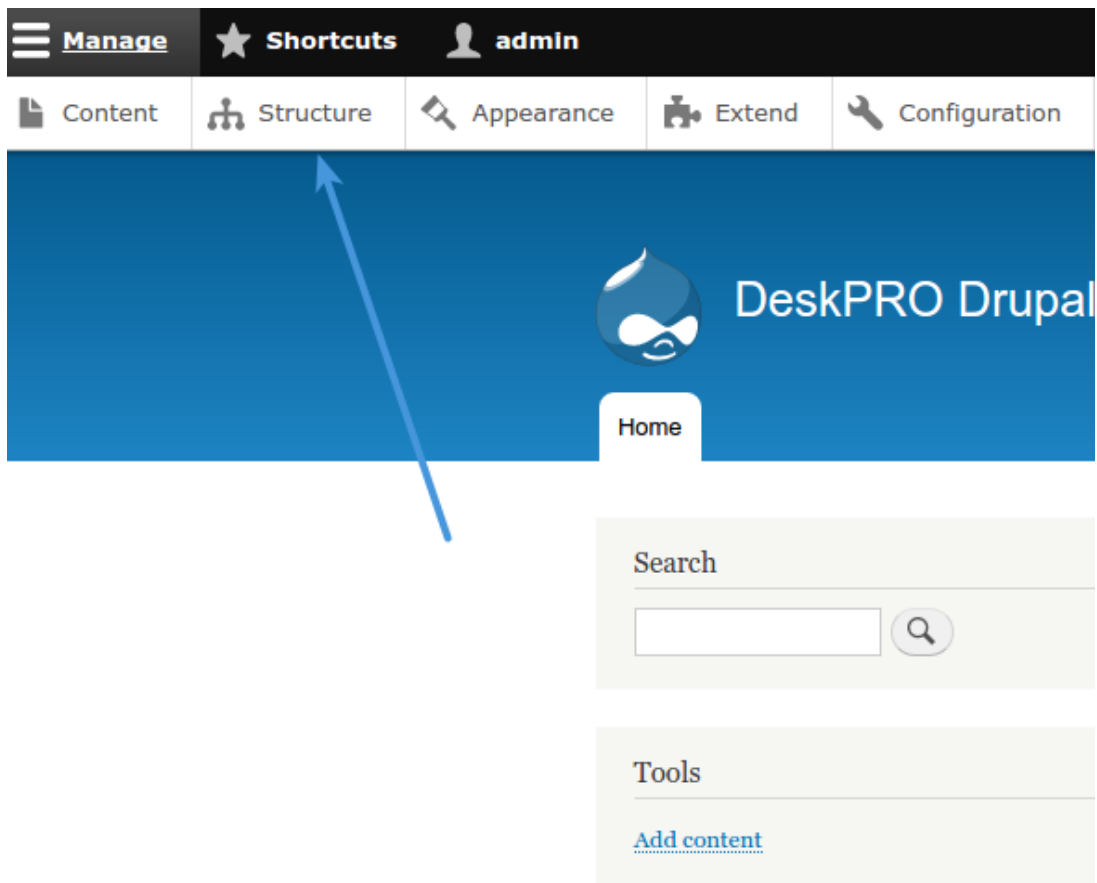 Manage Shortcuts admin
Content Structure Appearance Extend Configuration
DeskPRO Drupal
Home
Search
Tools
Add content